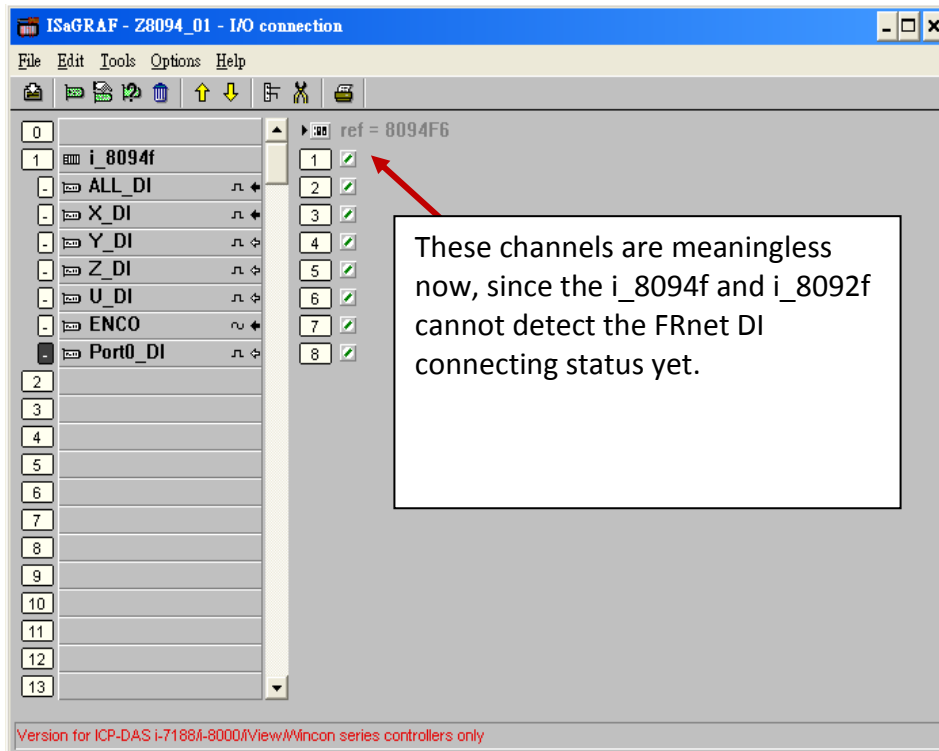 ISaGRAF - Z8094_01 - I/O connection
File Edit Tools Options Help
0
1 i_8094f
- ALL_DI
- X_DI
- Y_DI
- Z_DI
- U_DI
- ENCO
- Port0_DI
2
3
4
5
6
7
8
9
10
11
12
13
ref = 8094F6
1
2
3
4
5
6
7
8
These channels are meaningless
now, since the i_8094f and i_8092f
cannot detect the FRnet DI
connecting status yet.
Version for ICP-DAS i-7188/i-8000/iView/Wincon series controllers only